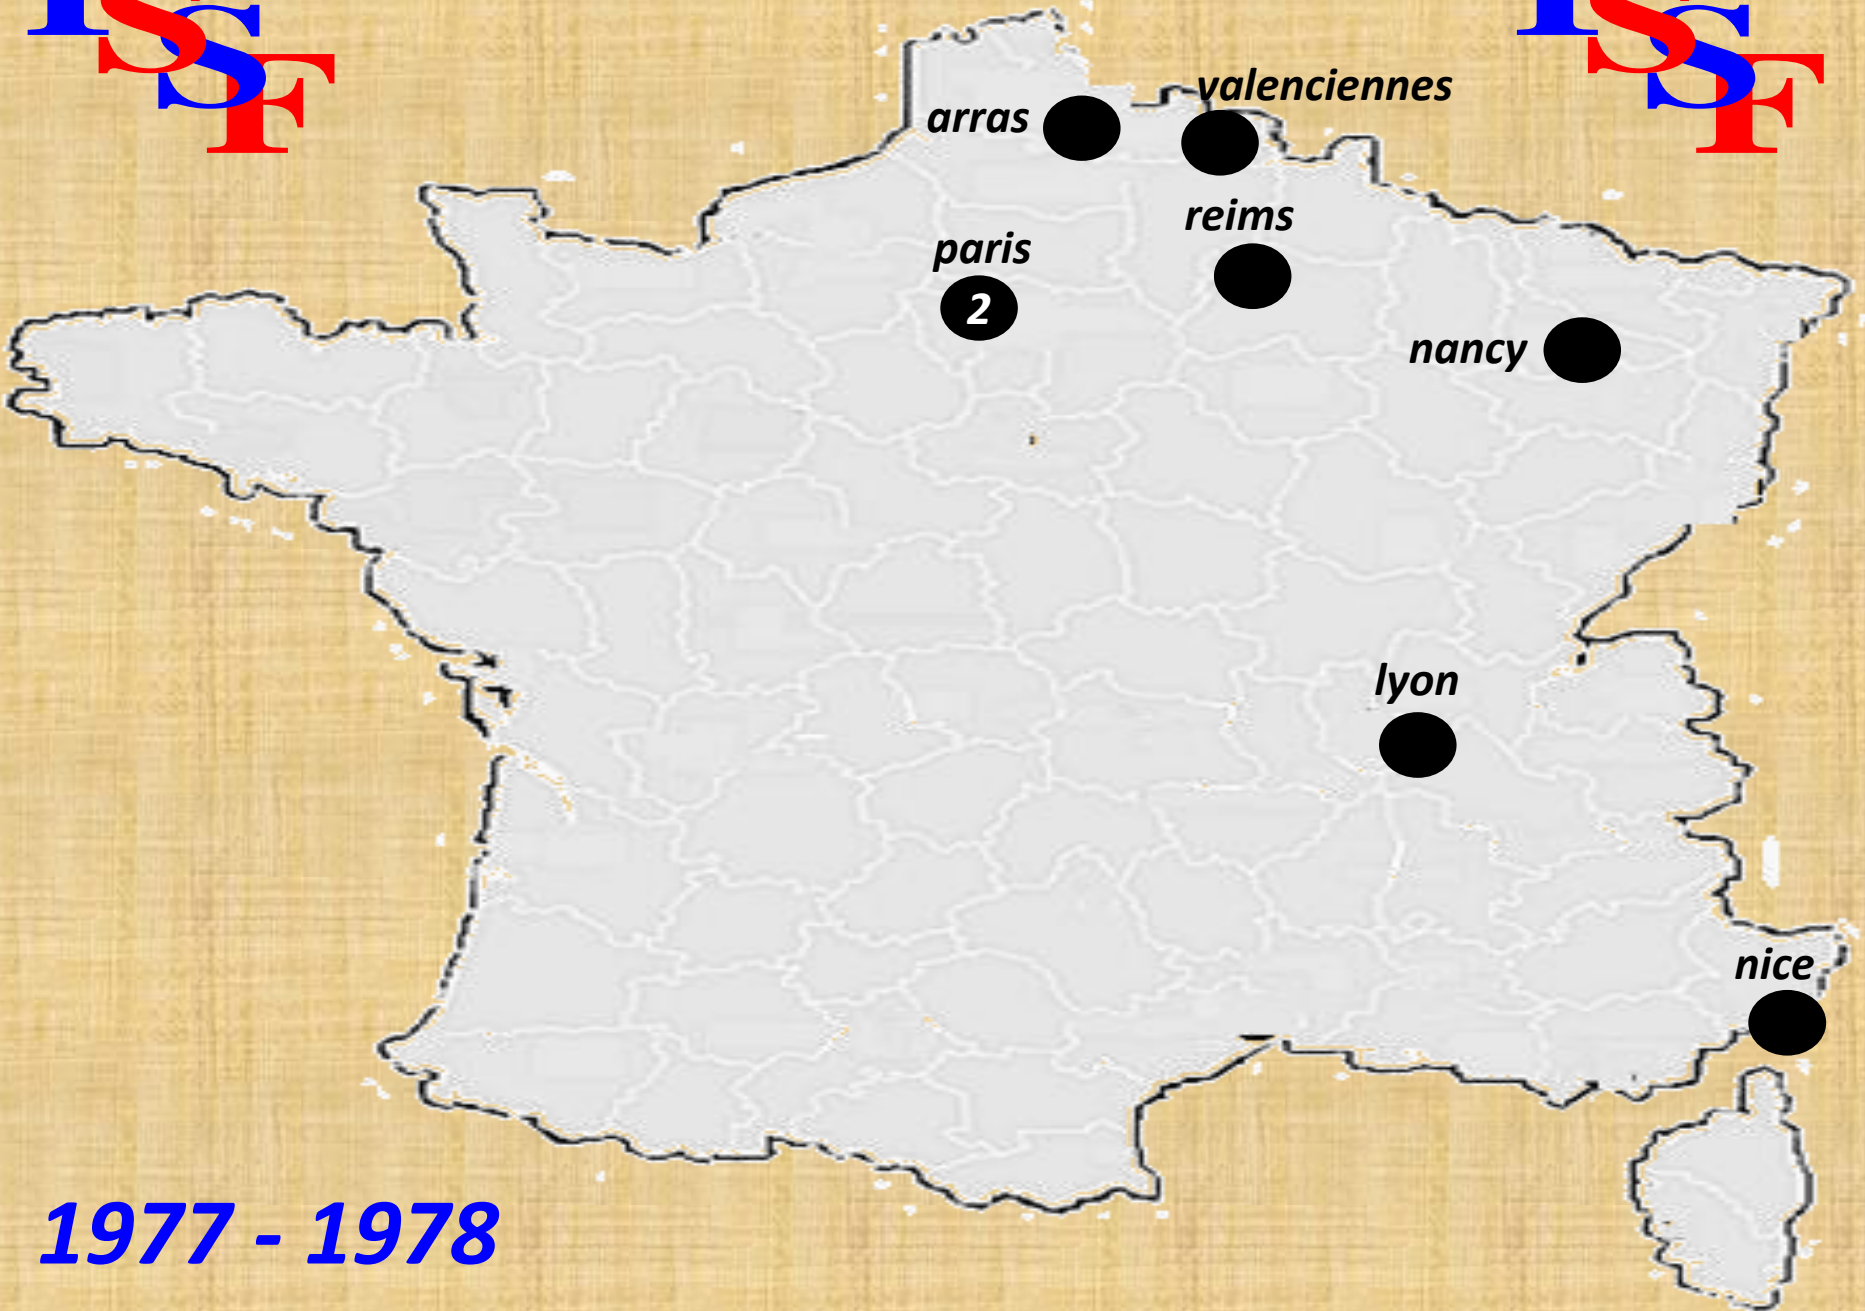 ISSF
ISSF
valenciennes
arras
reims
paris
2
nancy
lyon
nice
1977 - 1978